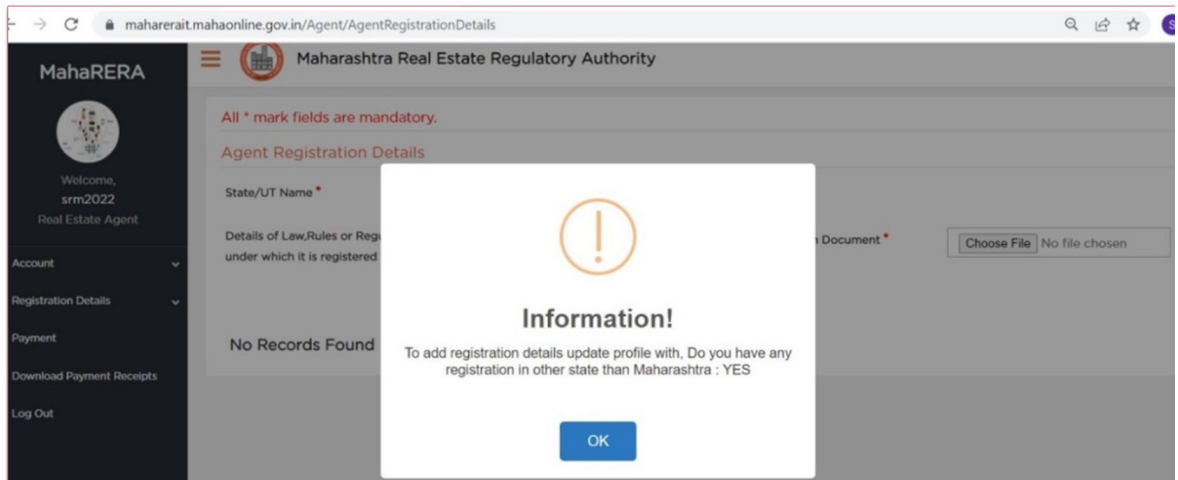 maharerait.mahaonline.gov.in/Agent/AgentRegistrationDetails
MahaRERA
Maharashtra Real Estate Regulatory Authority
Welcome,
srm2022
Real Estate Agent
Account
Registration Details
Payment
Download Payment Receipts
Log Out
All * mark fields are mandatory.
Agent Registration Details
State/UT Name *
Details of Law,Rules or
under which it is registered
Document *
Choose File No file chosen
No Records Found
Information!
To add registration details update profile with, Do you have any
registration in other state than Maharashtra : YES
OK